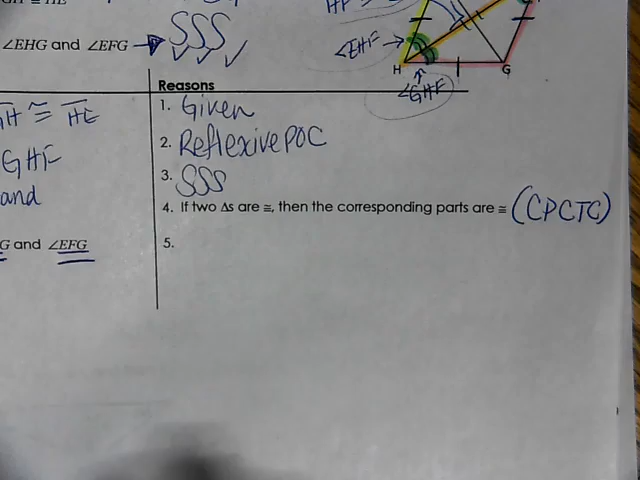 ∠EHG and ∠EFG → SSS
∠EHF →
H
G
∠GHF
Reasons
GH ≅ HE
1. Given
GHF
2. Reflexive POC
and
3. SSS
4. If two Δs are ≅, then the corresponding parts are ≅ (CPCTC)
G and ∠EFG
5.